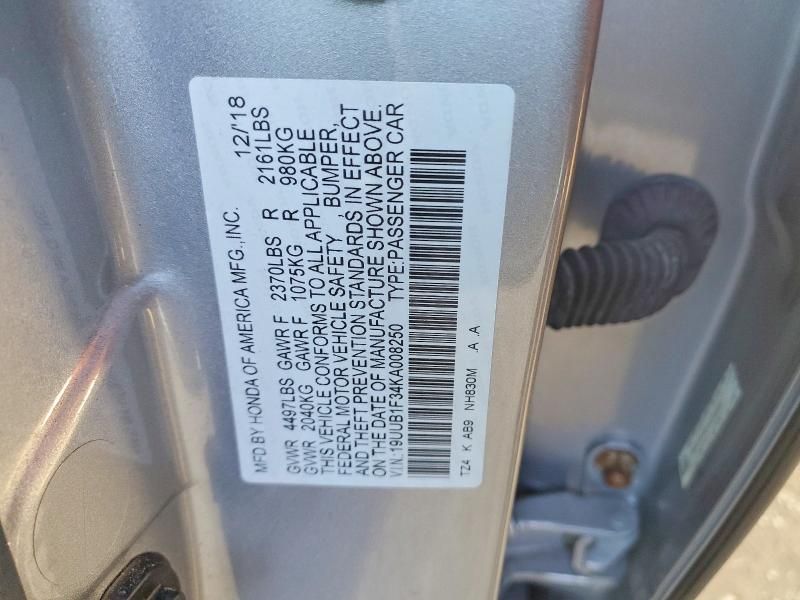 MFD BY HONDA OF AMERICA MFG.,INC. 12/'18
GVWR 4497LBS GAWR F 2370LBS R 2161LBS
GVWR 2040KG GAWR F 1075KG R 980KG
THIS VEHICLE CONFORMS TO ALL APPLICABLE
FEDERAL MOTOR VEHICLE SAFETY , BUMPER,
AND THEFT PREVENTION STANDARDS IN EFFECT
ON THE DATE OF MANUFACTURE SHOWN ABOVE.
V.I.N.:19UUB1F34KA008250 TYPE:PASSENGER CAR
TZ4 K AB9 NH830M .A .A